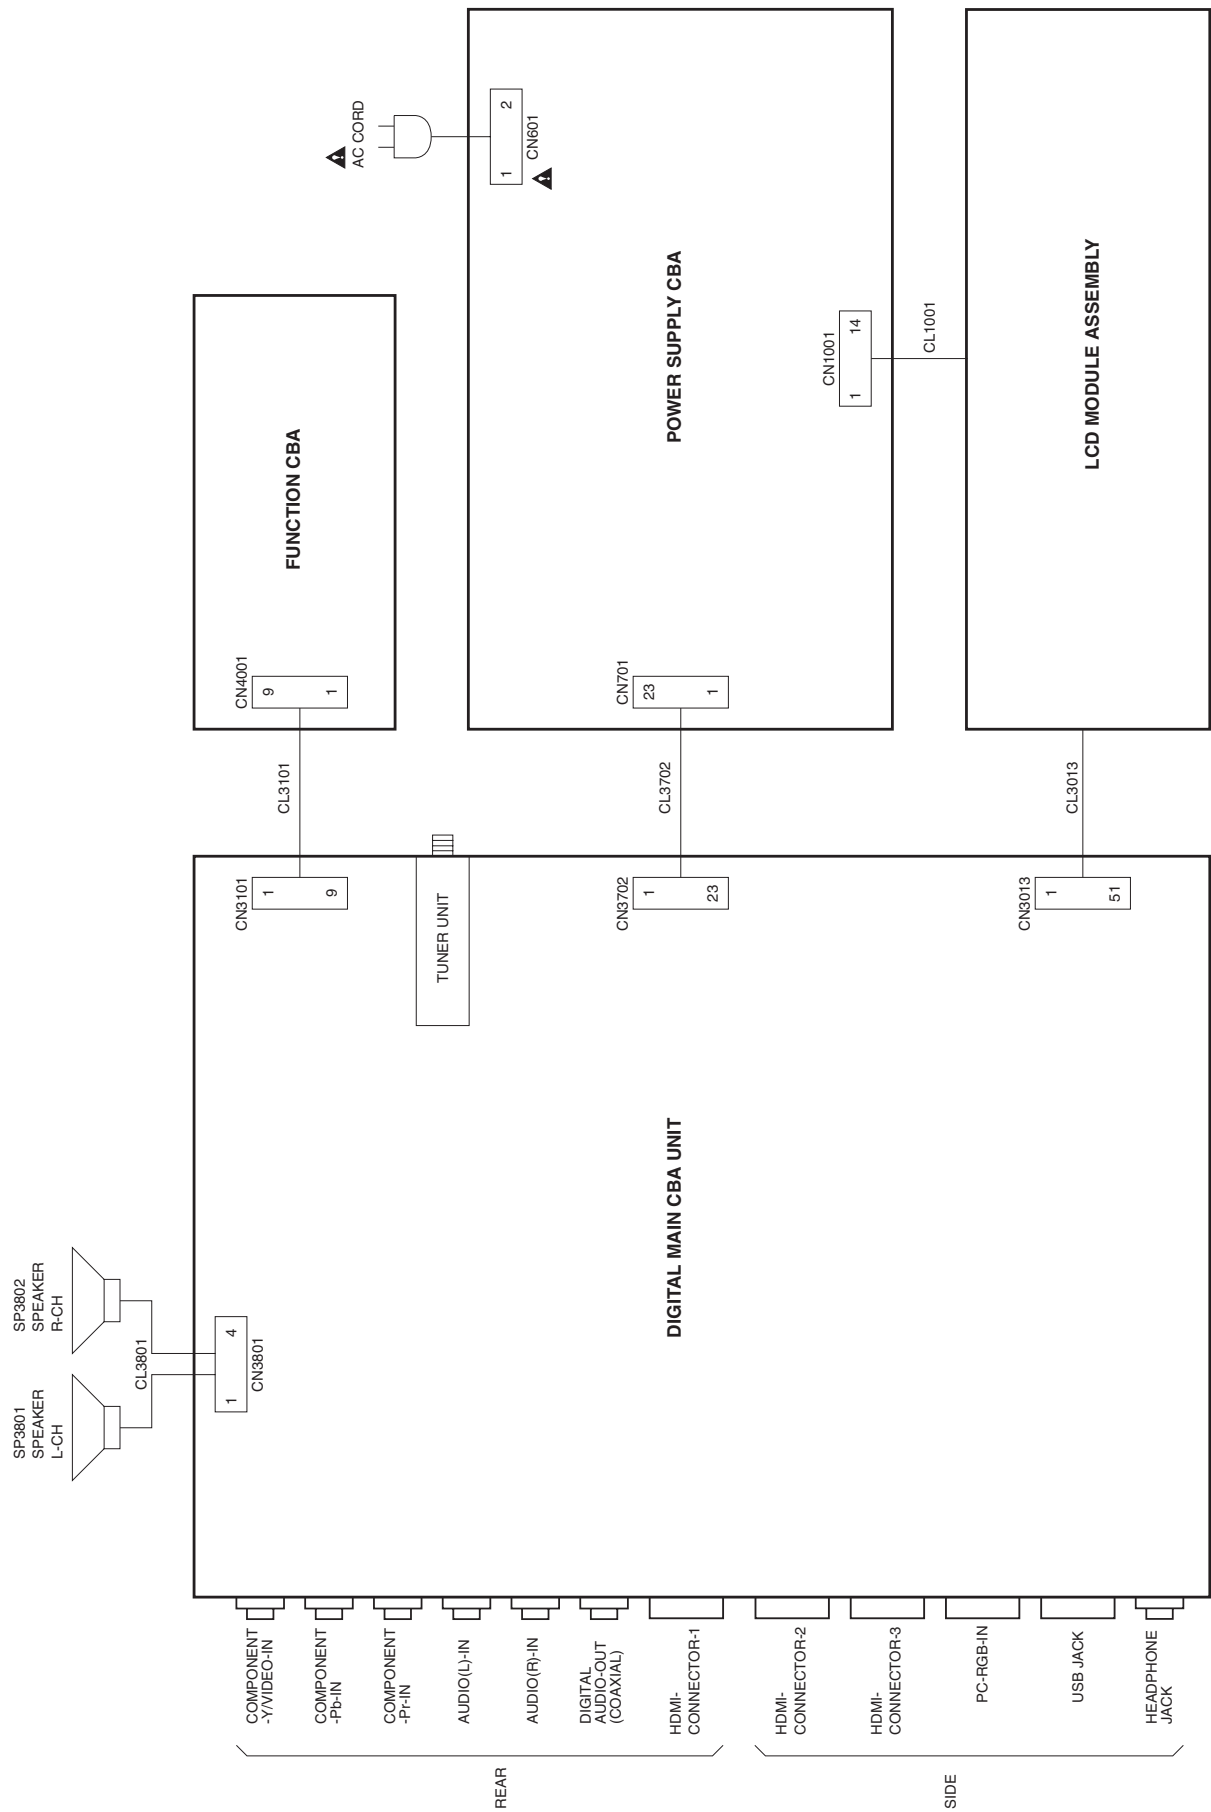 SP3801
SPEAKER
L-CH
SP3802
SPEAKER
R-CH
CL3801
1
4
CN3801
AC CORD
1
2
CN601
COMPONENT
-Y/VIDEO-IN
COMPONENT
-Pb-IN
COMPONENT
-Pr-IN
AUDIO(L)-IN
AUDIO(R)-IN
DIGITAL
AUDIO-OUT
(COAXIAL)
HDMI-
CONNECTOR-1
REAR
HDMI-
CONNECTOR-2
HDMI-
CONNECTOR-3
PC-RGB-IN
USB JACK
HEADPHONE
JACK
SIDE
DIGITAL MAIN CBA UNIT
TUNER UNIT
CN3101
1
9
CL3101
CN4001
9
1
FUNCTION CBA
CN3702
1
23
CL3702
CN701
23
1
POWER SUPPLY CBA
CN1001
1
14
CL1001
CN3013
1
51
CL3013
LCD MODULE ASSEMBLY